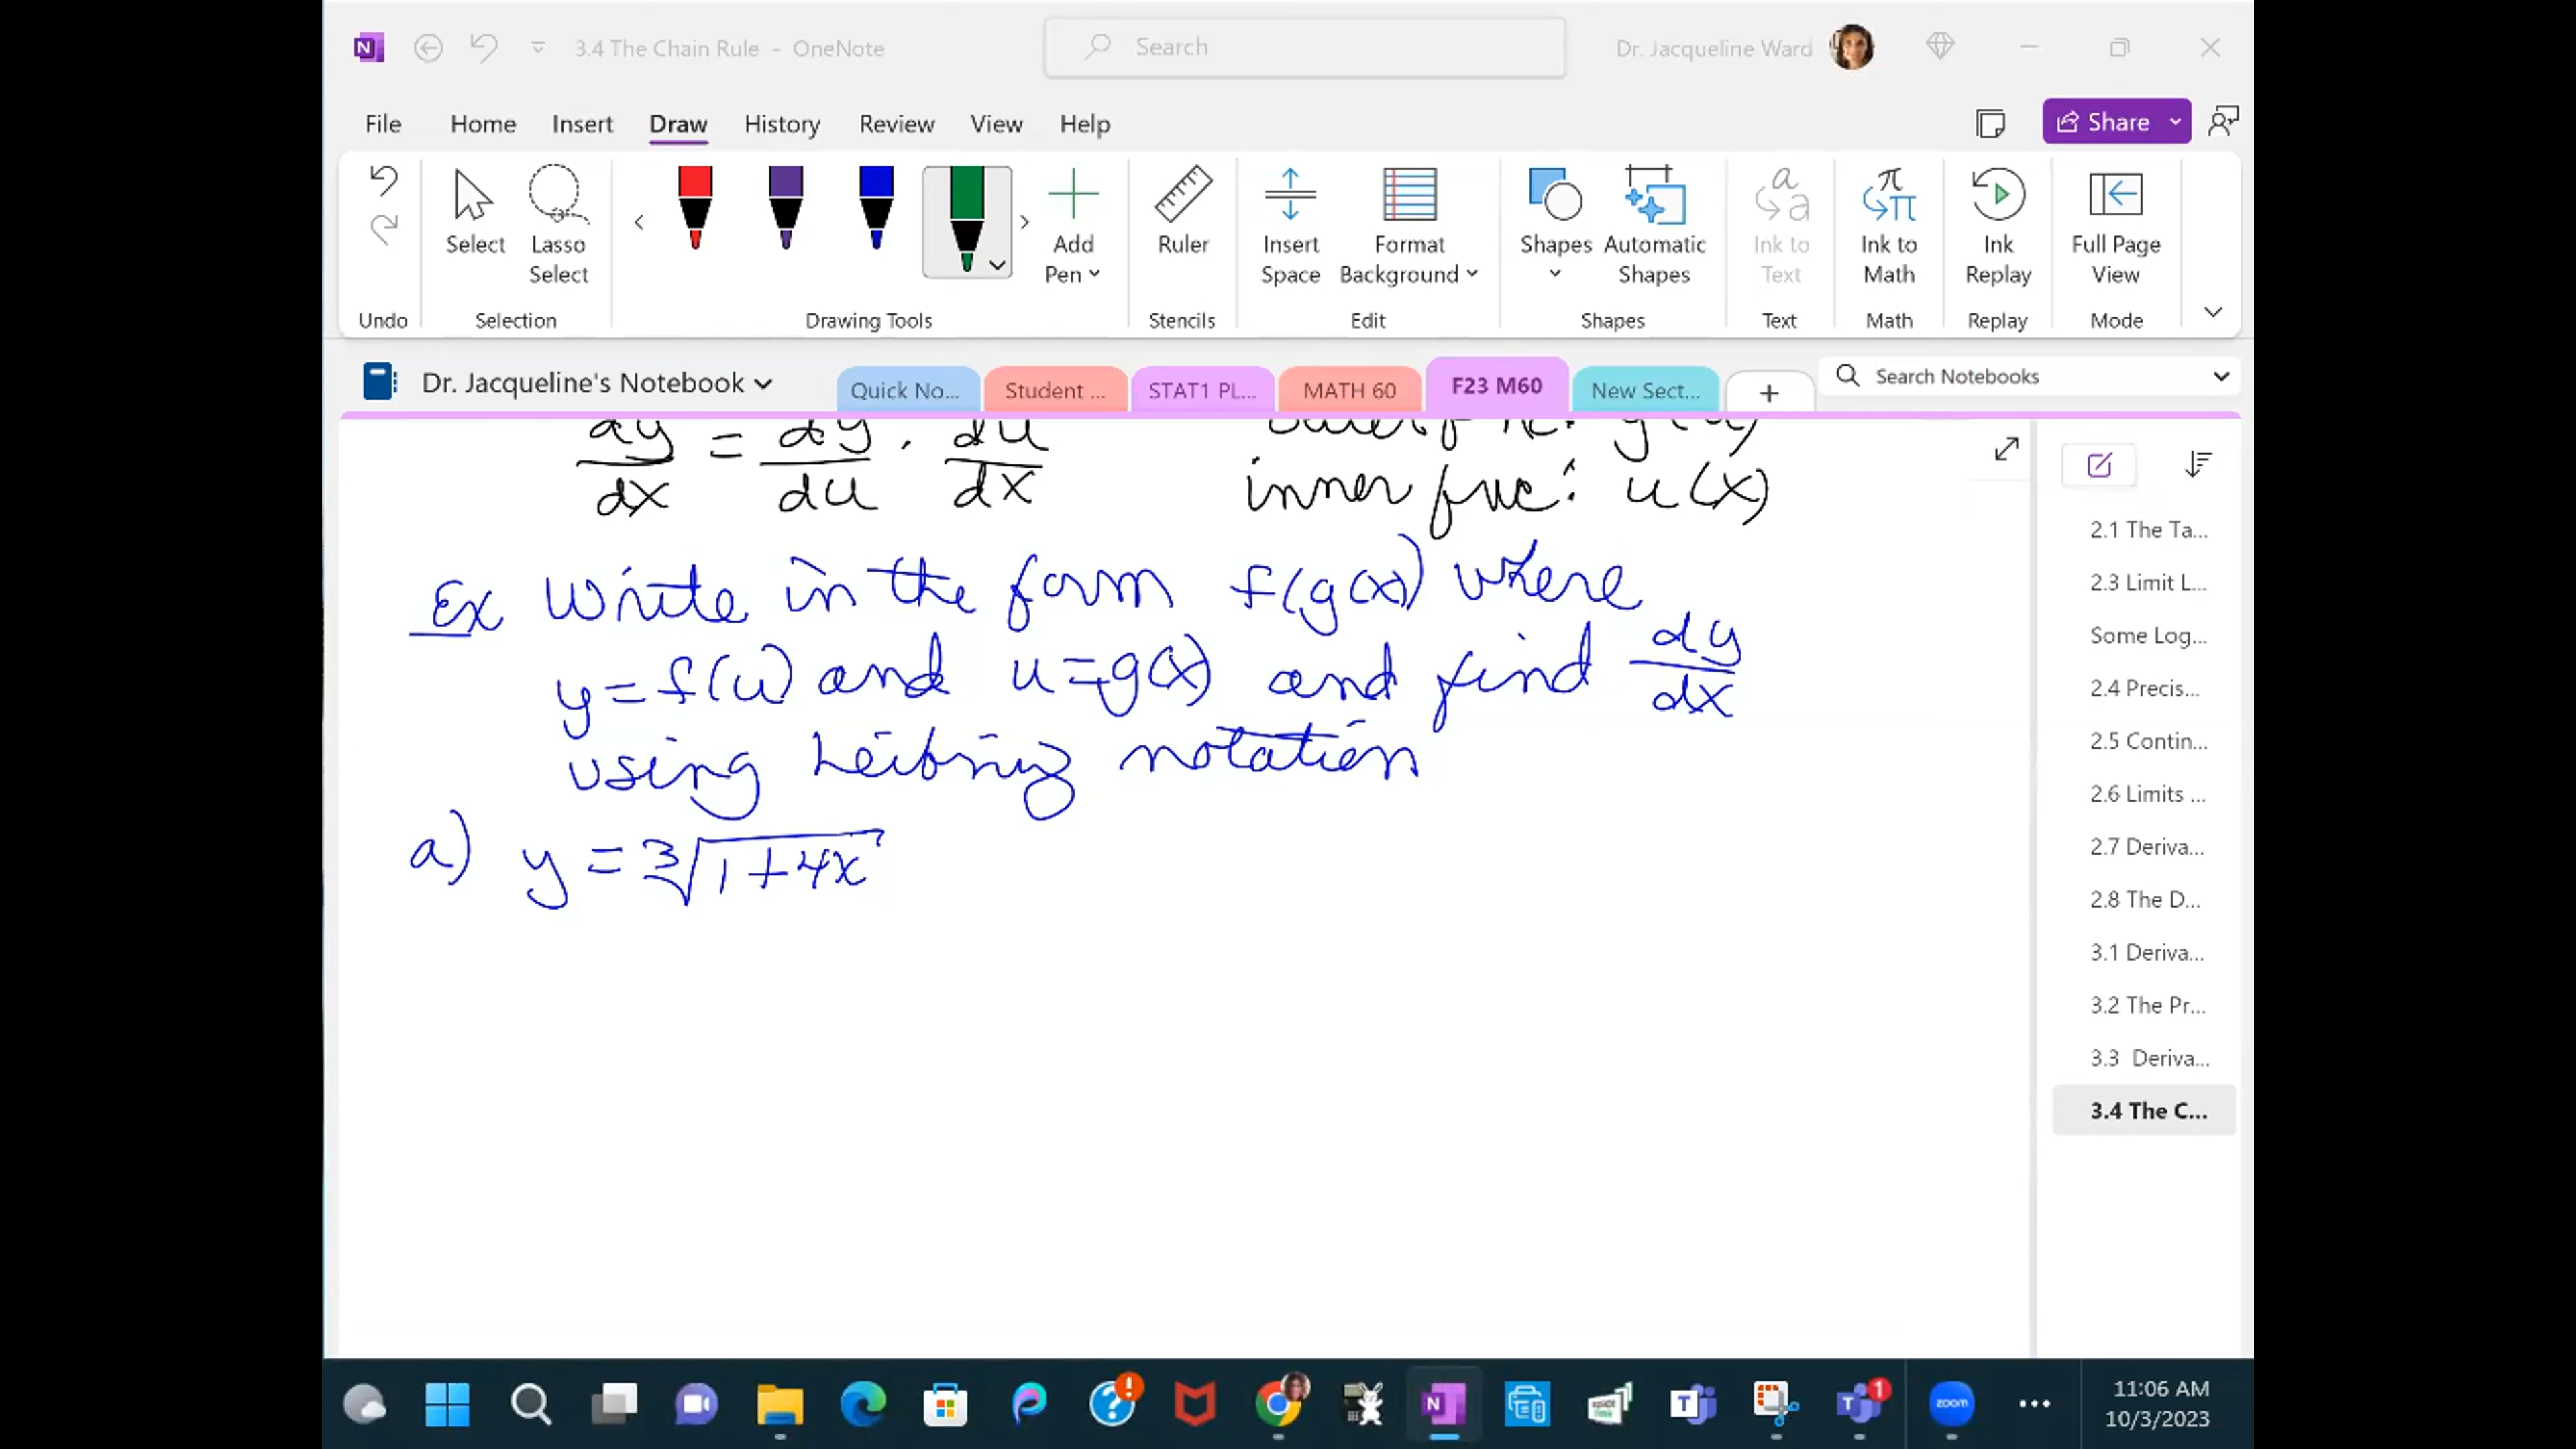 3.4 The Chain Rule - OneNote
Search
Dr. Jacqueline Ward
File Home Insert Draw History Review View Help
Share
Select
Lasso Select
Add Pen
Ruler
Insert Space
Format Background
Shapes
Automatic Shapes
Ink to Text
Ink to Math
Ink Replay
Full Page View
Undo Selection Drawing Tools Stencils Edit Shapes Text Math Replay Mode
Dr. Jacqueline's Notebook
Quick No... Student ... STAT1 PL... MATH 60 F23 M60 New Sect... +
Search Notebooks
dy/dx = dy/du · du/dx
inner fnc: u(x)
Ex Write in the form f(g(x)) where
y=f(u) and u=g(x) and find dy/dx
using Leibniz notation
a) y = ∛(1+4x)
2.1 The Ta...
2.3 Limit L...
Some Log...
2.4 Precis...
2.5 Contin...
2.6 Limits ...
2.7 Deriva...
2.8 The D...
3.1 Deriva...
3.2 The Pr...
3.3 Deriva...
3.4 The C...
zoom
11:06 AM
10/3/2023